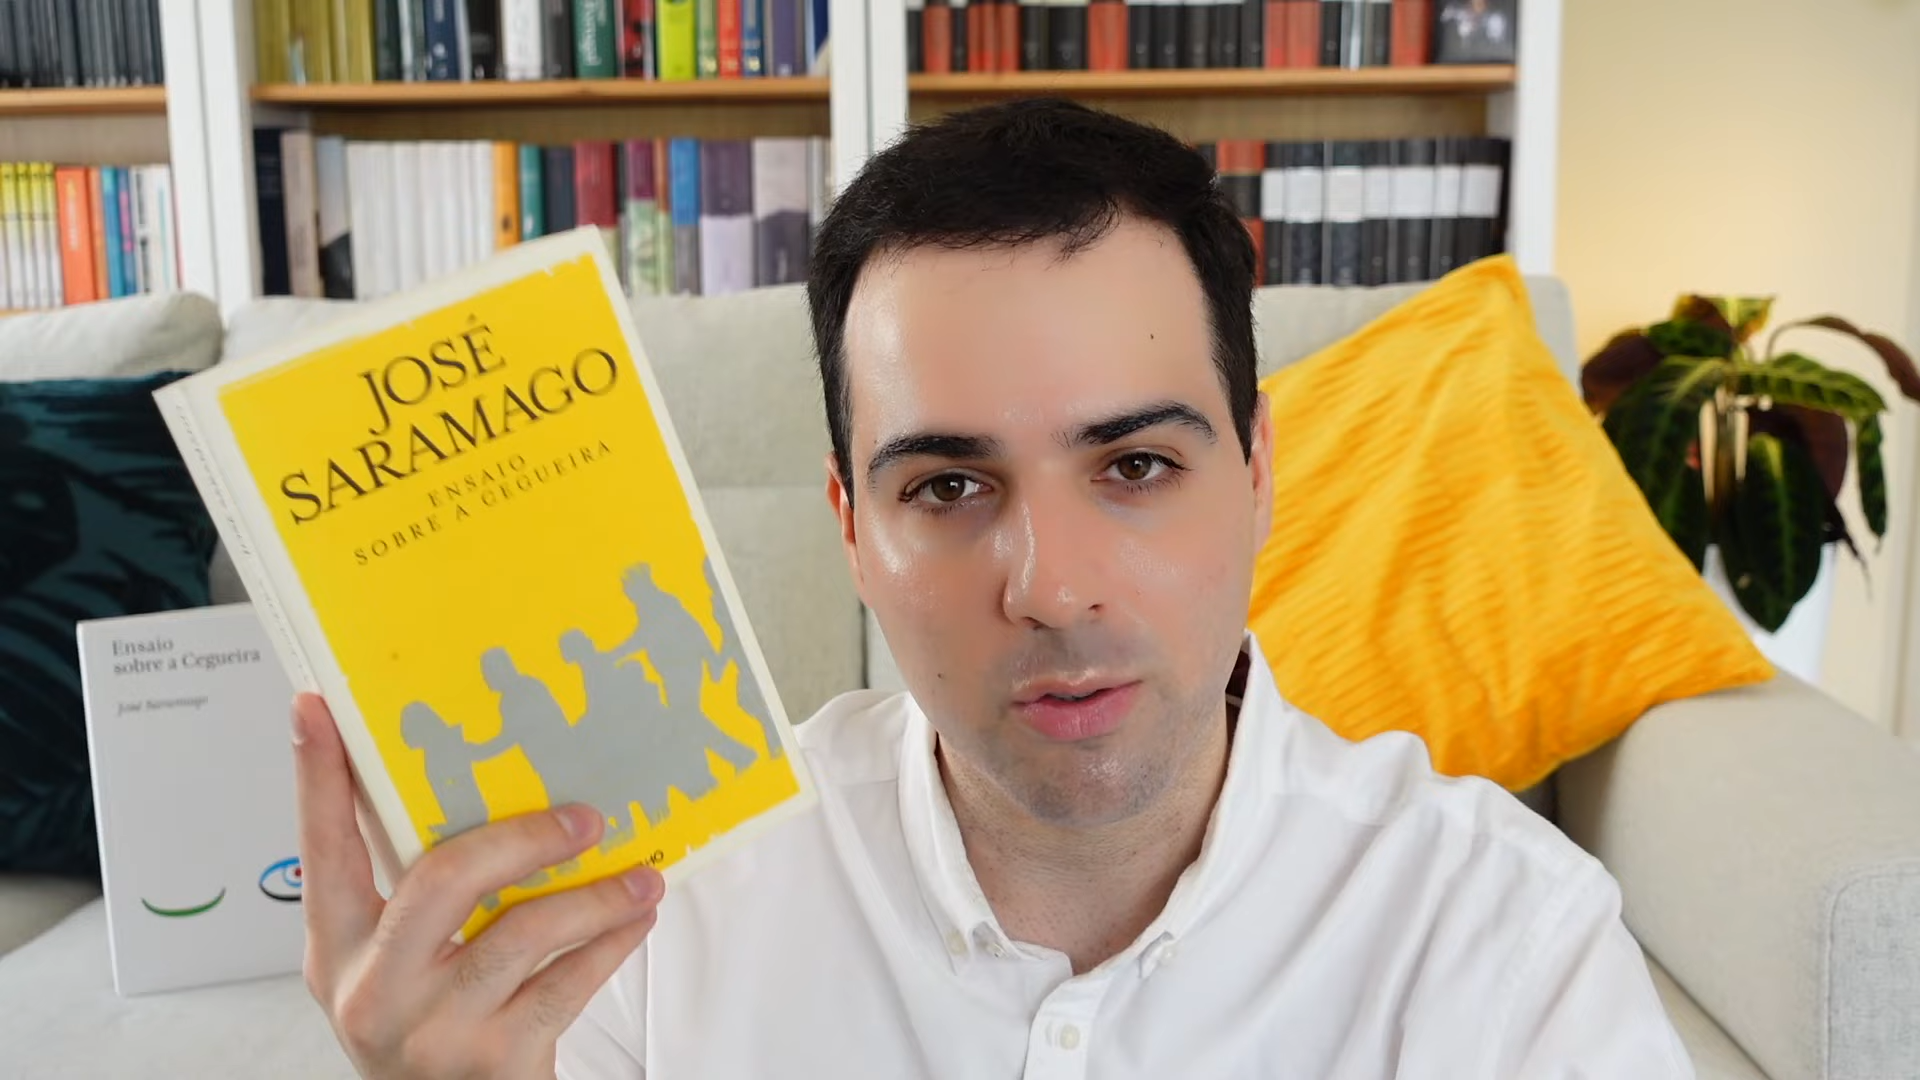 JOSÉ
SARAMAGO
ENSAIO
SOBRE A CEGUEIRA
Ensaio
sobre a Cegueira
José Saramago